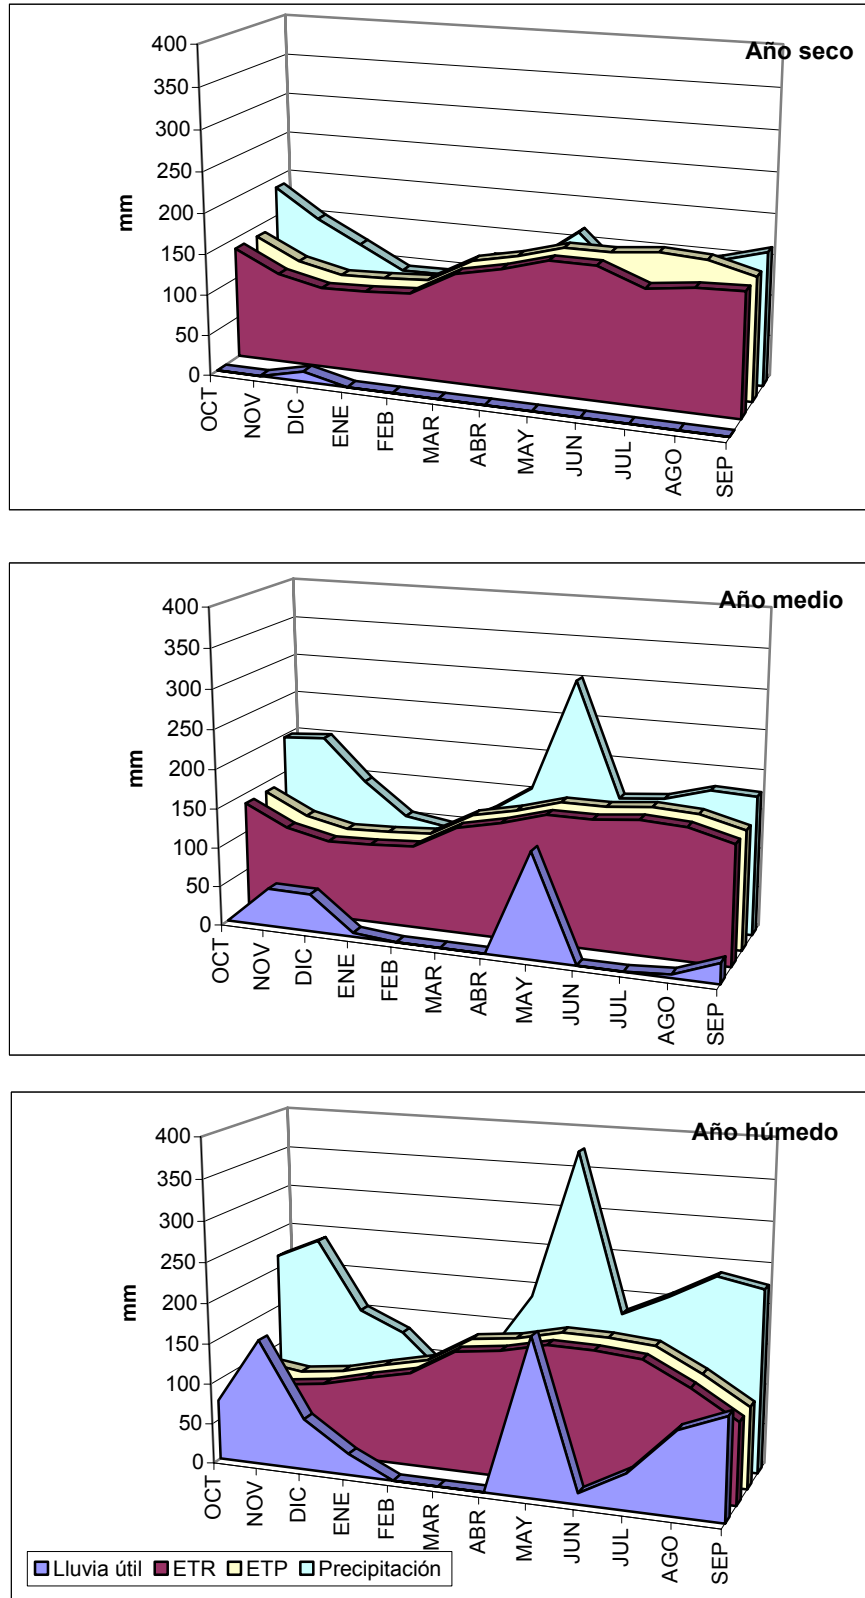 Año seco
400
350
300
250
200
150
100
50
0
mm
OCT
NOV
DIC
ENE
FEB
MAR
ABR
MAY
JUN
JUL
AGO
SEP
Año medio
400
350
300
250
200
150
100
50
0
mm
OCT
NOV
DIC
ENE
FEB
MAR
ABR
MAY
JUN
JUL
AGO
SEP
Año húmedo
400
350
300
250
200
150
100
50
0
mm
OCT
NOV
DIC
ENE
FEB
MAR
ABR
MAY
JUN
JUL
AGO
SEP
Lluvia útil ETR ETP Precipitación